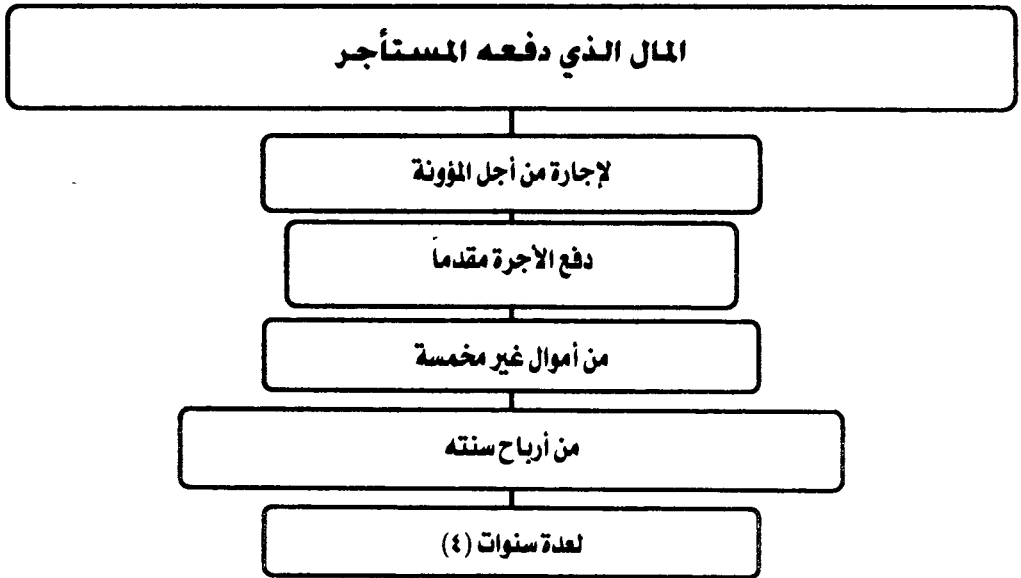 المال الذي دفعه المستأجر
لإجارة من أجل المؤونة
دفع الأجرة مقدماً
من أموال غير مخمسة
من أرباح سنته
لعدة سنوات (٤)